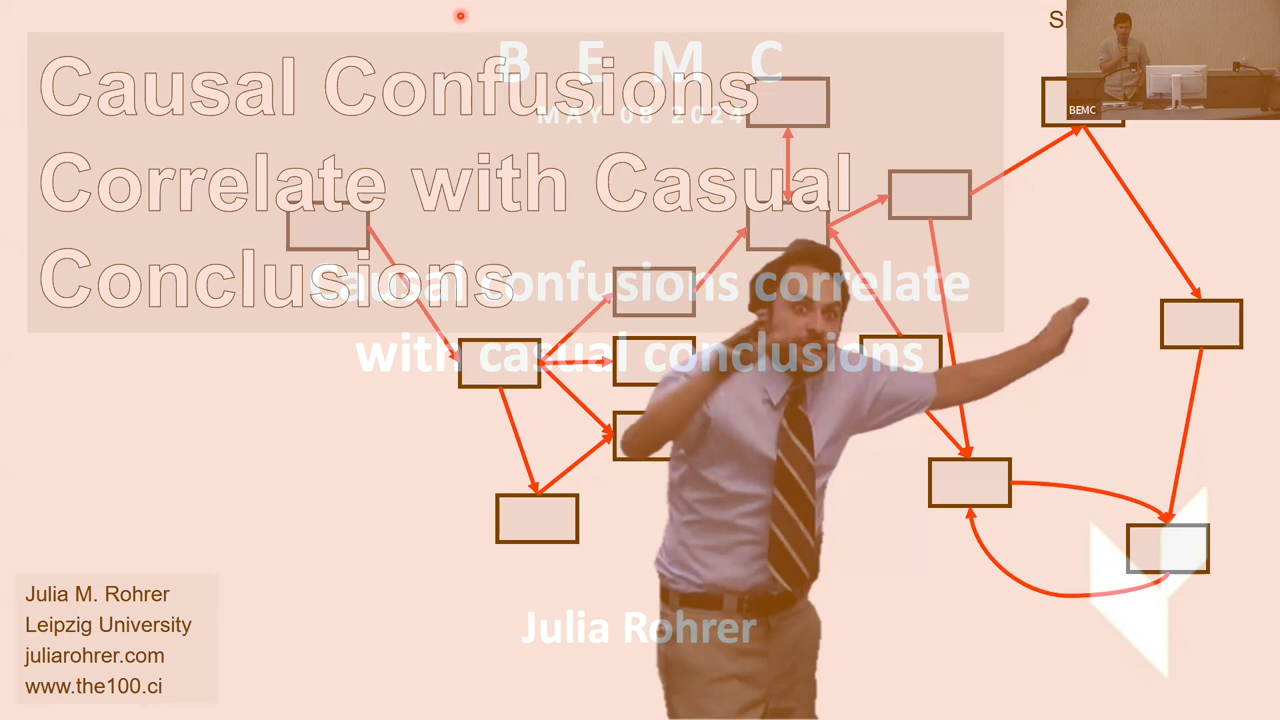 B E M C
MAY 08 2024
Causal Confusions
Correlate with Casual
Conclusions
causal confusions correlate
with casual conclusions
BEMC
Julia Rohrer
Julia M. Rohrer
Leipzig University
juliarohrer.com
www.the100.ci